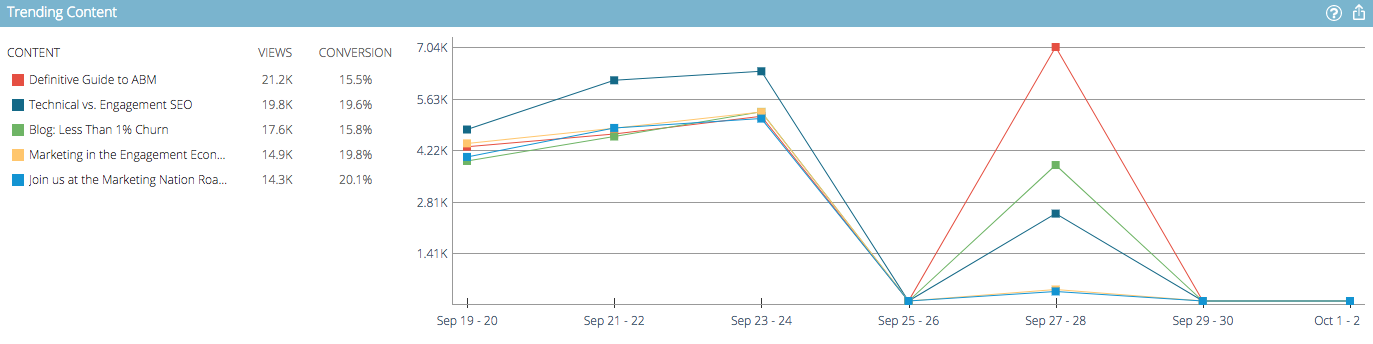 Trending Content
CONTENT VIEWS CONVERSION
Definitive Guide to ABM 21.2K 15.5%
Technical vs. Engagement SEO 19.8K 19.6%
Blog: Less Than 1% Churn 17.6K 15.8%
Marketing in the Engagement Econ... 14.9K 19.8%
Join us at the Marketing Nation Roa... 14.3K 20.1%
7.04K
5.63K
4.22K
2.81K
1.41K
Sep 19 - 20 Sep 21 - 22 Sep 23 - 24 Sep 25 - 26 Sep 27 - 28 Sep 29 - 30 Oct 1 - 2